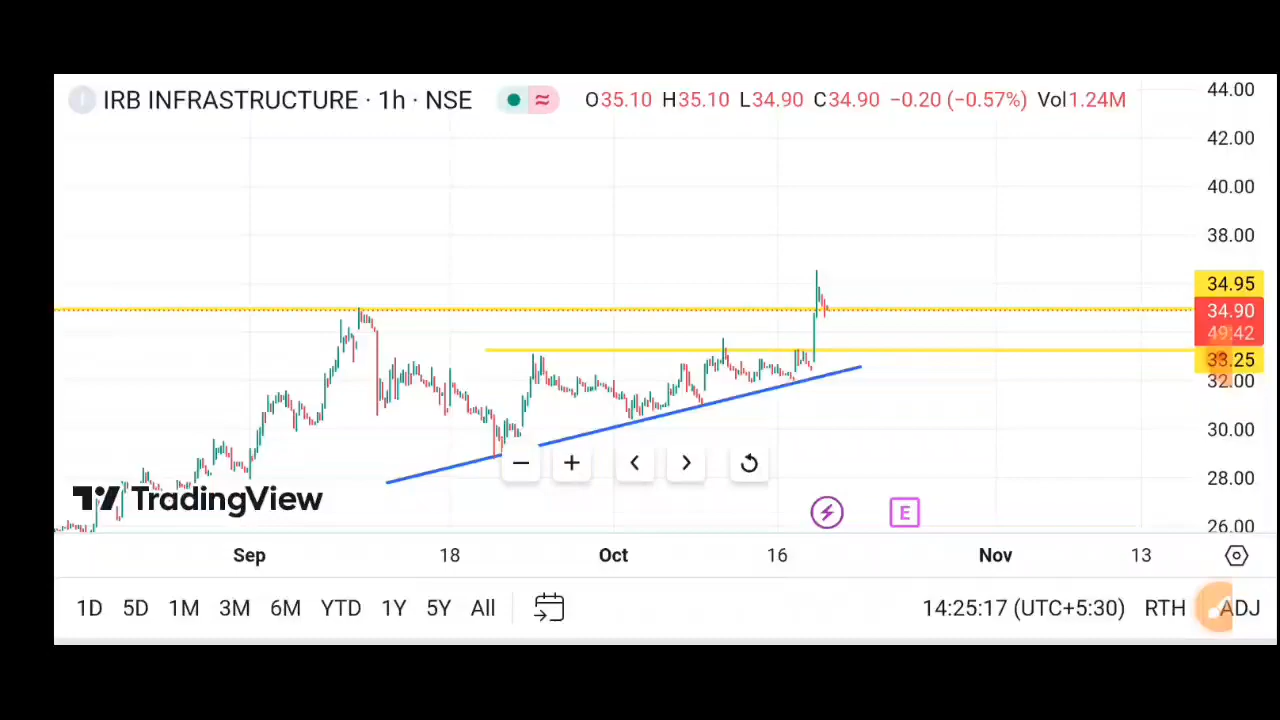 IRB INFRASTRUCTURE · 1h · NSE ≈ O35.10 H35.10 L34.90 C34.90 −0.20 (−0.57%) Vol1.24M
44.00
42.00
40.00
38.00
34.95
34.90
49:42
33.25
32.00
30.00
28.00
26.00
TradingView
E
Sep 18 Oct 16 Nov 13
1D 5D 1M 3M 6M YTD 1Y 5Y All 14:25:17 (UTC+5:30) RTH ADJ